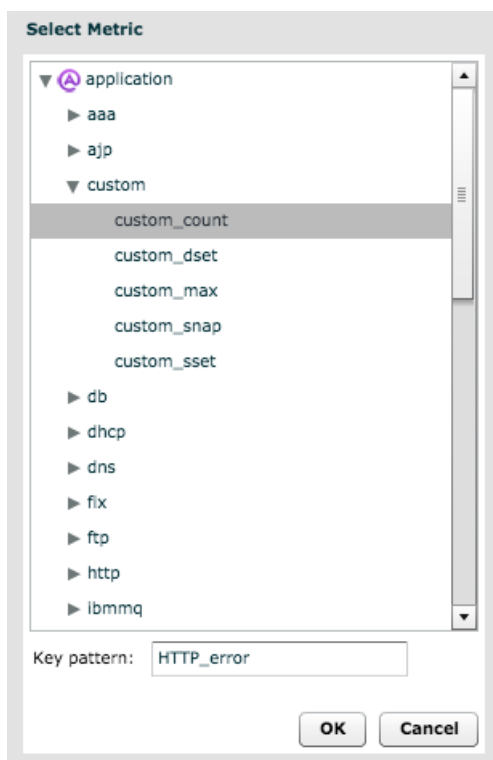 Select Metric
application
aaa
ajp
custom
custom_count
custom_dset
custom_max
custom_snap
custom_sset
db
dhcp
dns
fix
ftp
http
ibmmq
Key pattern: HTTP_error
OK Cancel